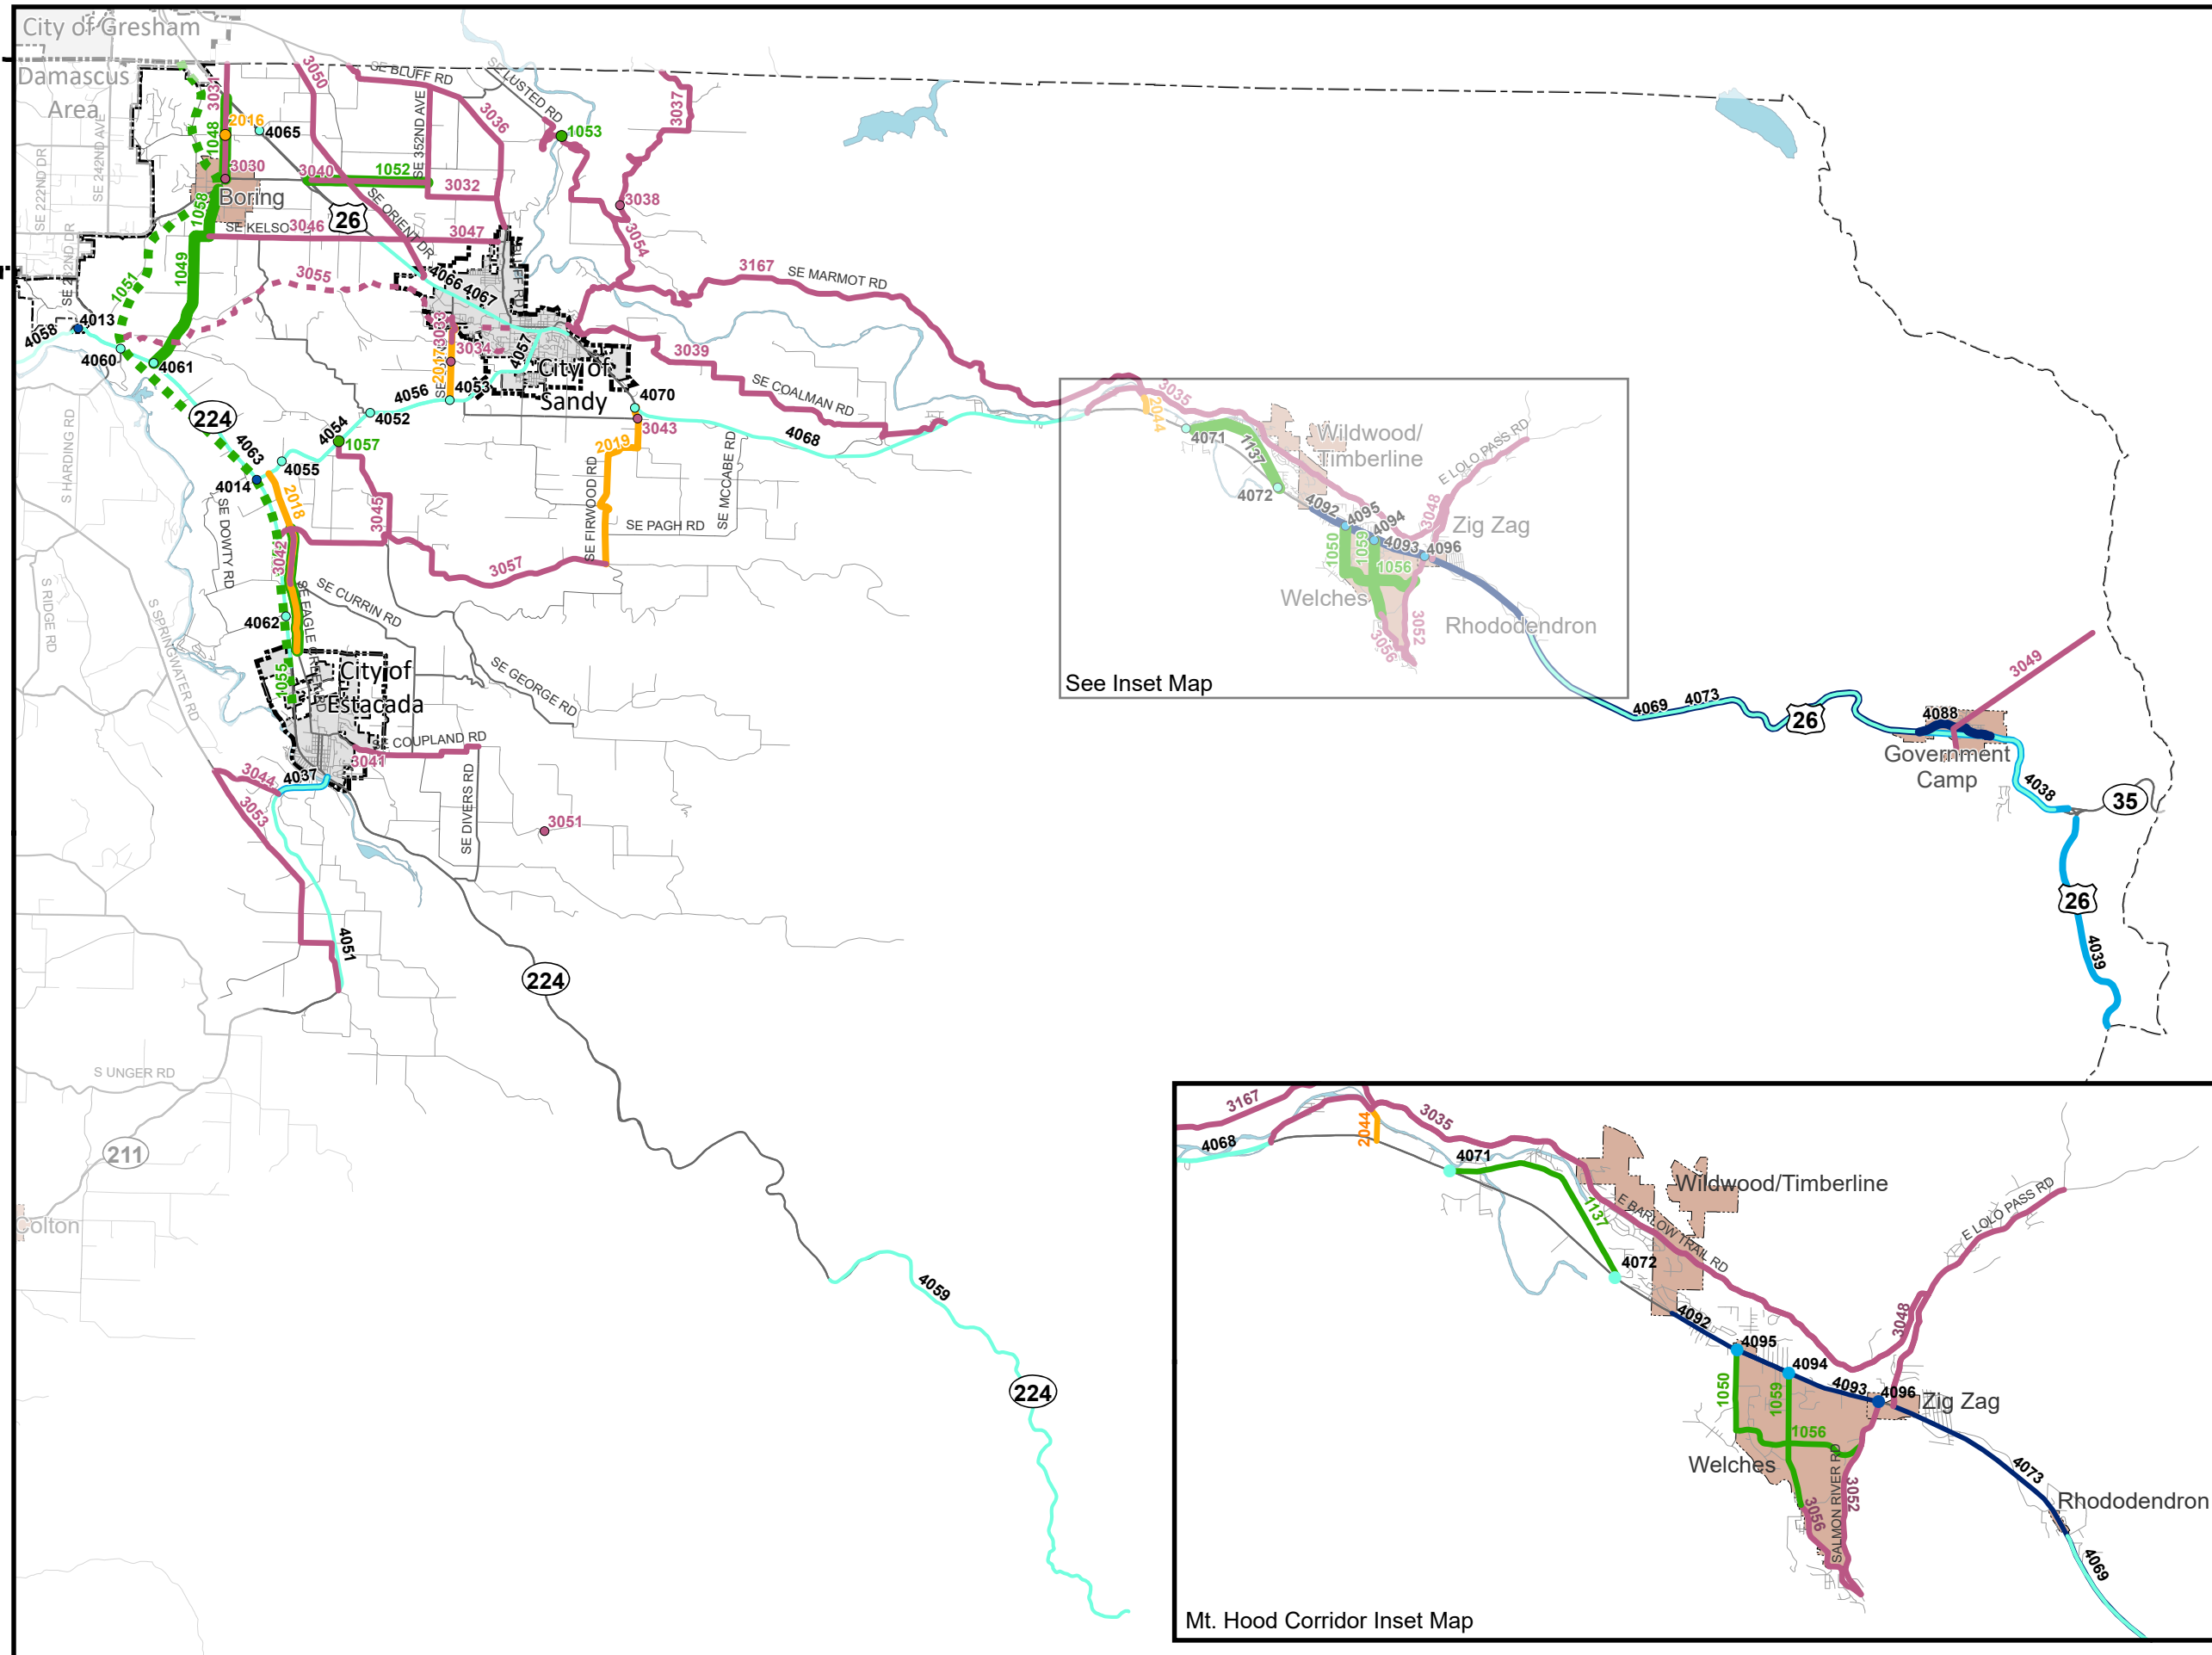 City of Gresham
Damascus
Area
SE 222ND DR
SE 242ND AVE
SE 232ND DR
3031
3050
SE BLUFF RD
SE LUSTED RD
3037
2016
4065
1048
SE 352ND AVE
3036
1053
3030
3040
1052
3032
Boring
1058
26
SE ORIENT DR
3038
SE KELSO
3046
3047
3054
1049
1051
3055
4066
4067
3167
SE MARMOT RD
4058
4013
4060
4061
3033
3034
2017
4057
3039
City of
Sandy
SE COALMAN RD
4056
4053
4052
4070
3043
4068
224
4054
1057
4063
4055
4014
2019
SE FIRWOOD RD
SE MCCABE RD
SE PAGH RD
S HARDING RD
SE DOWTY RD
2018
3045
3042
3057
S RIDGE RD
S SPRINGWATER RD
SE CURRIN RD
4062
1055
City of
Estacada
SE GEORGE RD
SE COUPLAND RD
3041
SE DIVERS RD
3044
4037
3053
3051
4051
224
S UNGER RD
211
Colton
4059
224
3035
2044
4071
1137
Wildwood/
Timberline
E LOLO PASS RD
4072
4092
4095
4094
3048
Zig Zag
1050
1059
4093
4096
1056
Welches
3052
3056
Rhododendron
See Inset Map
4069
4073
26
3049
4088
Government
Camp
4038
35
26
4039
3167
4068
2044
3035
4071
Wildwood/Timberline
1137
E BARLOW TRAIL RD
E LOLO PASS RD
4072
4092
4095
4094
3048
4093
4096
Zig Zag
1050
1059
1056
Welches
SALMON RIVER RD
3052
3056
4073
Rhododendron
4069
Mt. Hood Corridor Inset Map